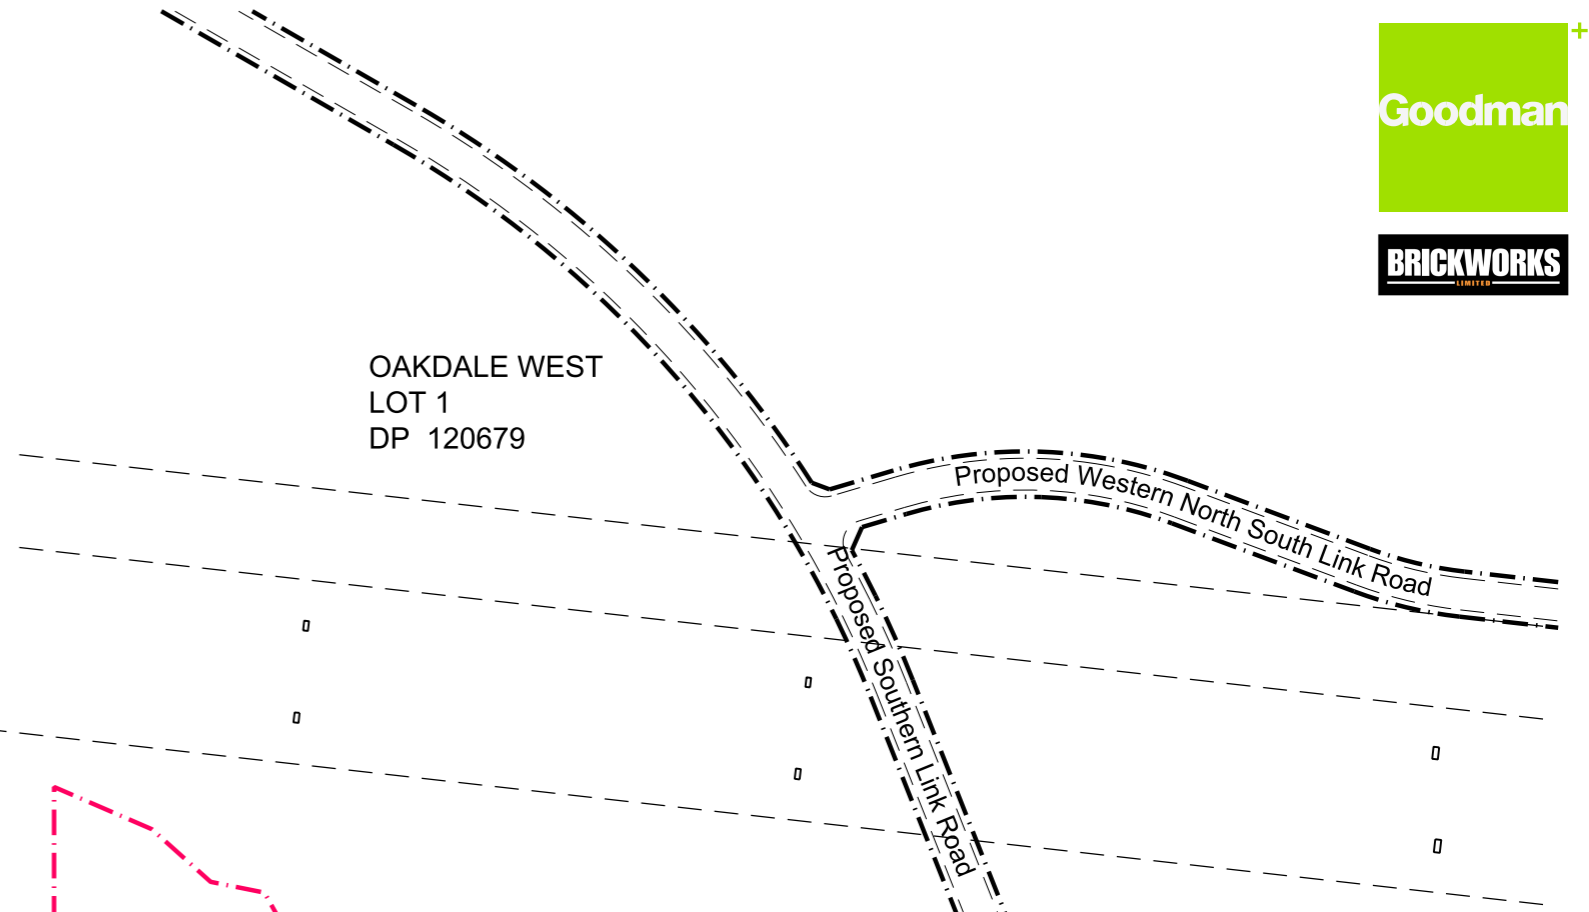 Goodman
BRICKWORKS
LIMITED
OAKDALE WEST
LOT 1
DP 120679
Proposed Western North South Link Road
Proposed Southern Link Road